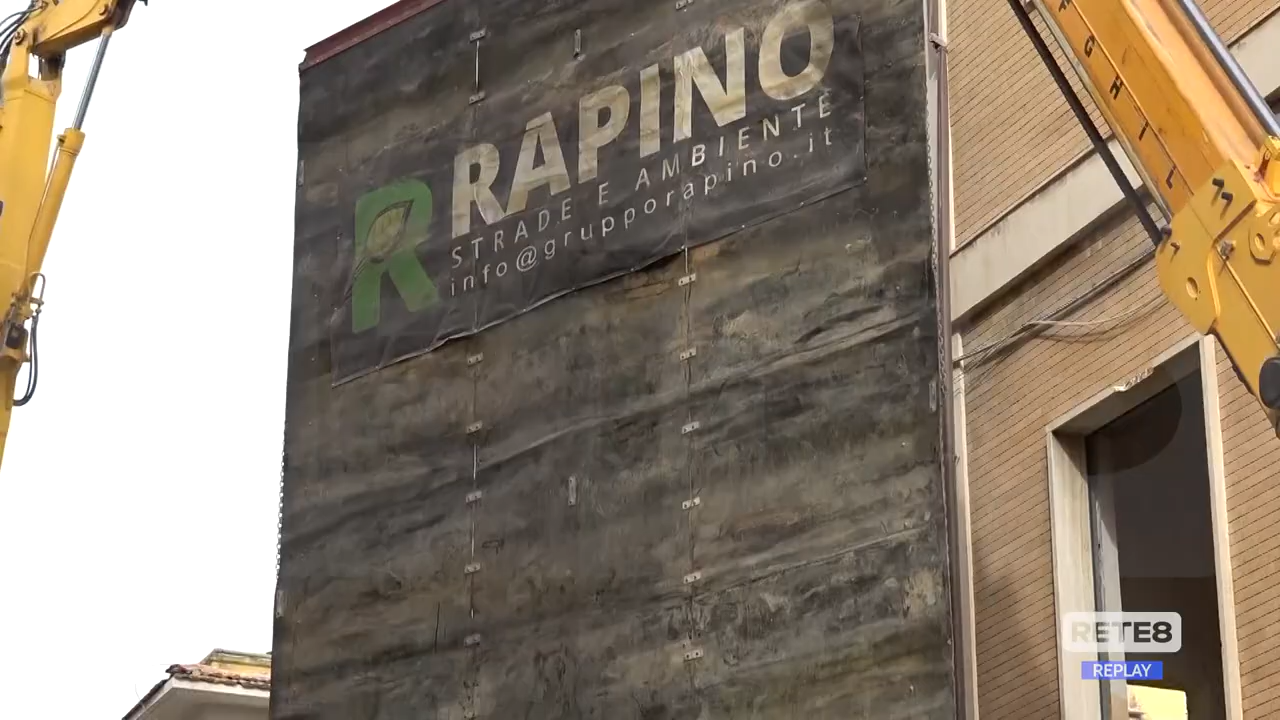 RAPINO
STRADE E AMBIENTE
info@grupporapino.it
R
F
G
H
I
L
M
RETE8
REPLAY